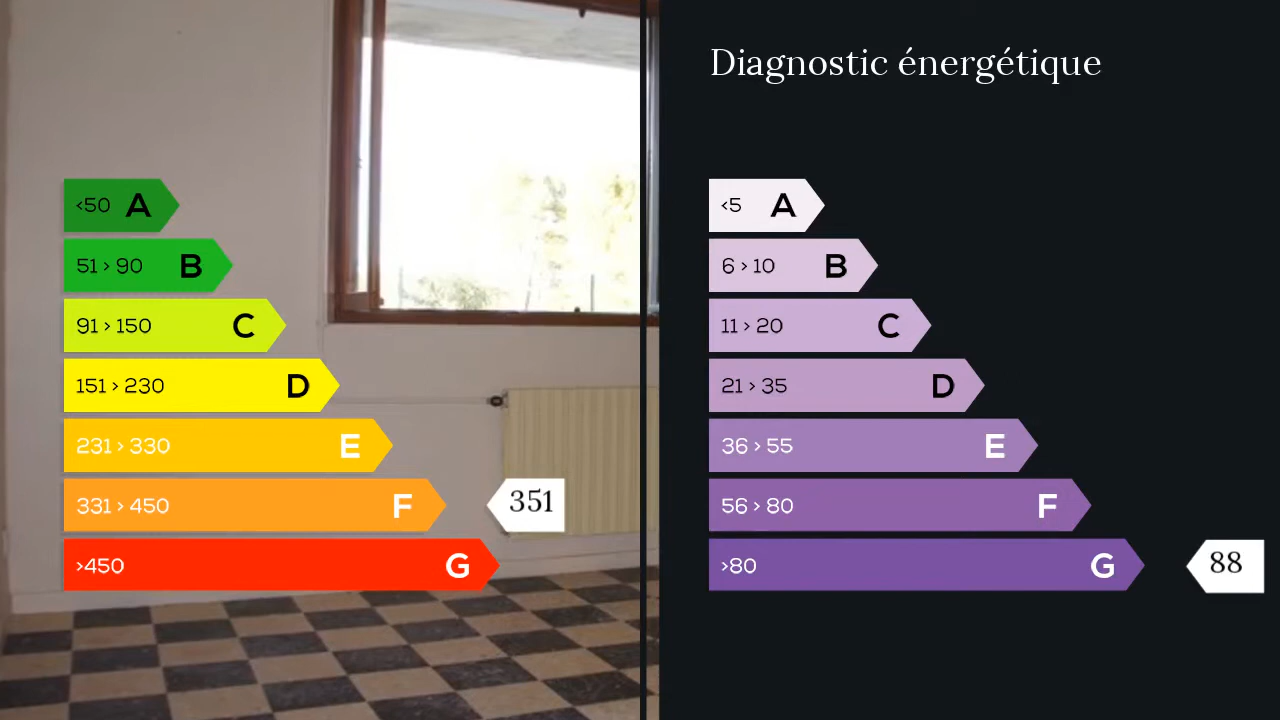 Diagnostic énergétique
<50 A
51 > 90 B
91 > 150 C
151 > 230 D
231 > 330 E
331 > 450 F
351
>450 G
<5 A
6 > 10 B
11 > 20 C
21 > 35 D
36 > 55 E
56 > 80 F
>80 G
88